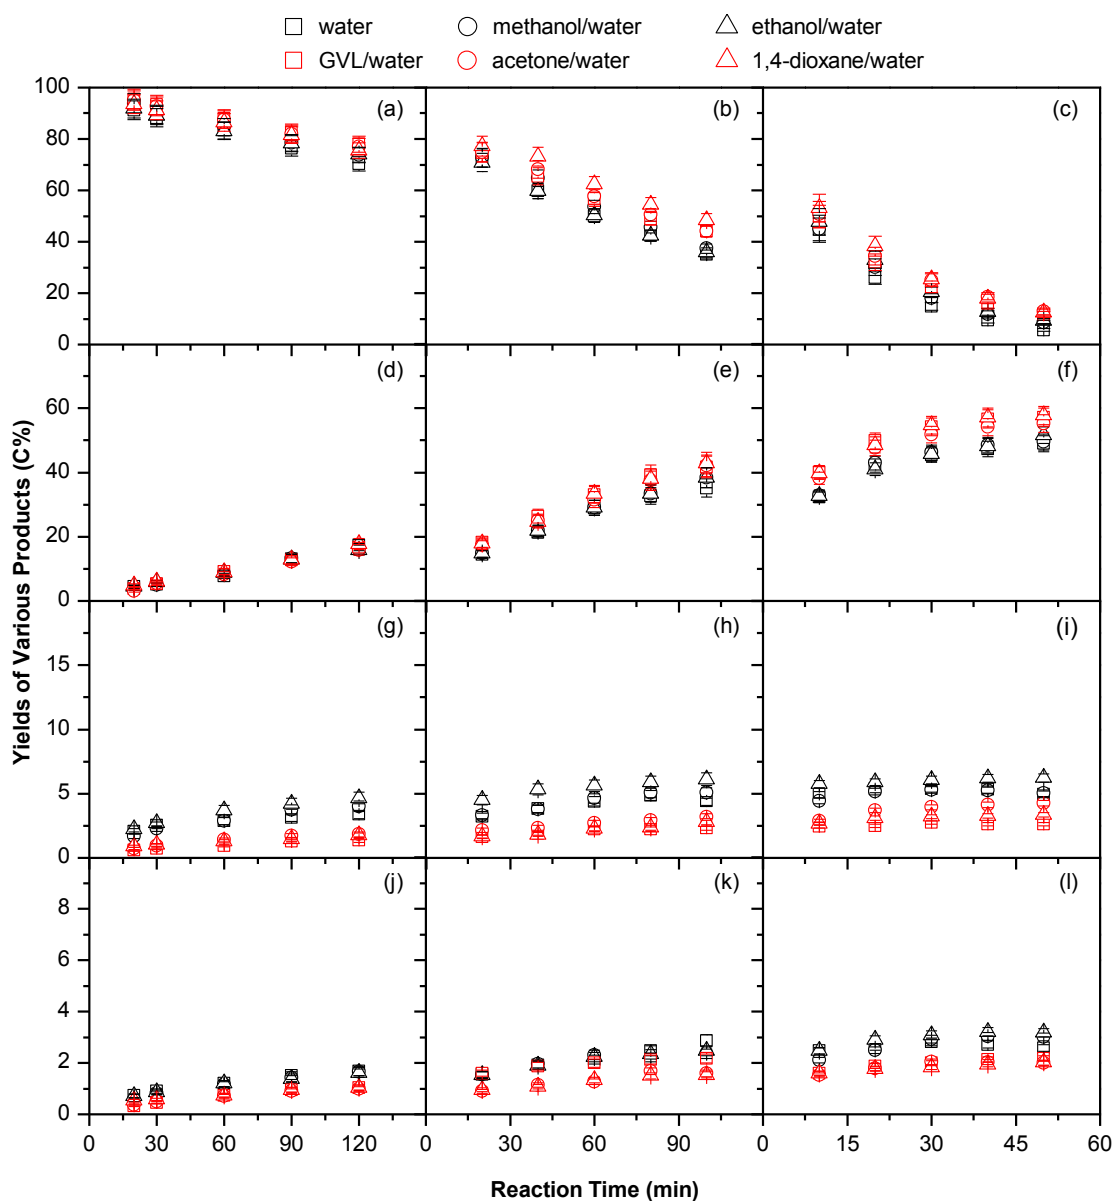 water methanol/water ethanol/water
GVL/water acetone/water 1,4-dioxane/water
100 (a) (b) (c)
80
60
40
20
0
(d) (e) (f)
60
40
20
0
(g) (h) (i)
15
10
5
0
(j) (k) (l)
8
6
4
2
0
0 30 60 90 120 0 30 60 90 0 15 30 45 60
Yields of Various Products (C%)
Reaction Time (min)